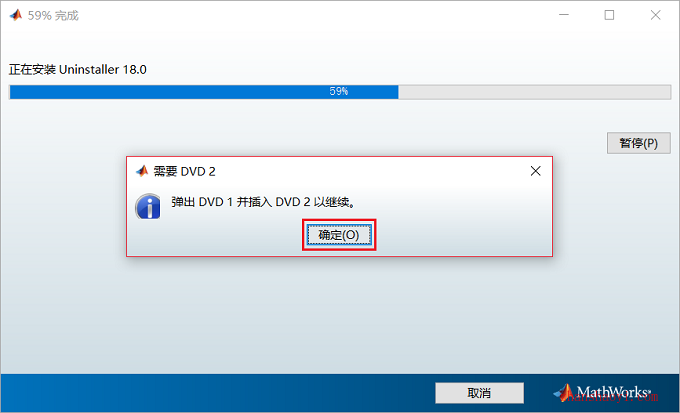 59% 完成
正在安装 Uninstaller 18.0
59%
暂停(P)
需要 DVD 2
弹出 DVD 1 并插入 DVD 2 以继续。
确定(O)
取消
MathWorks®